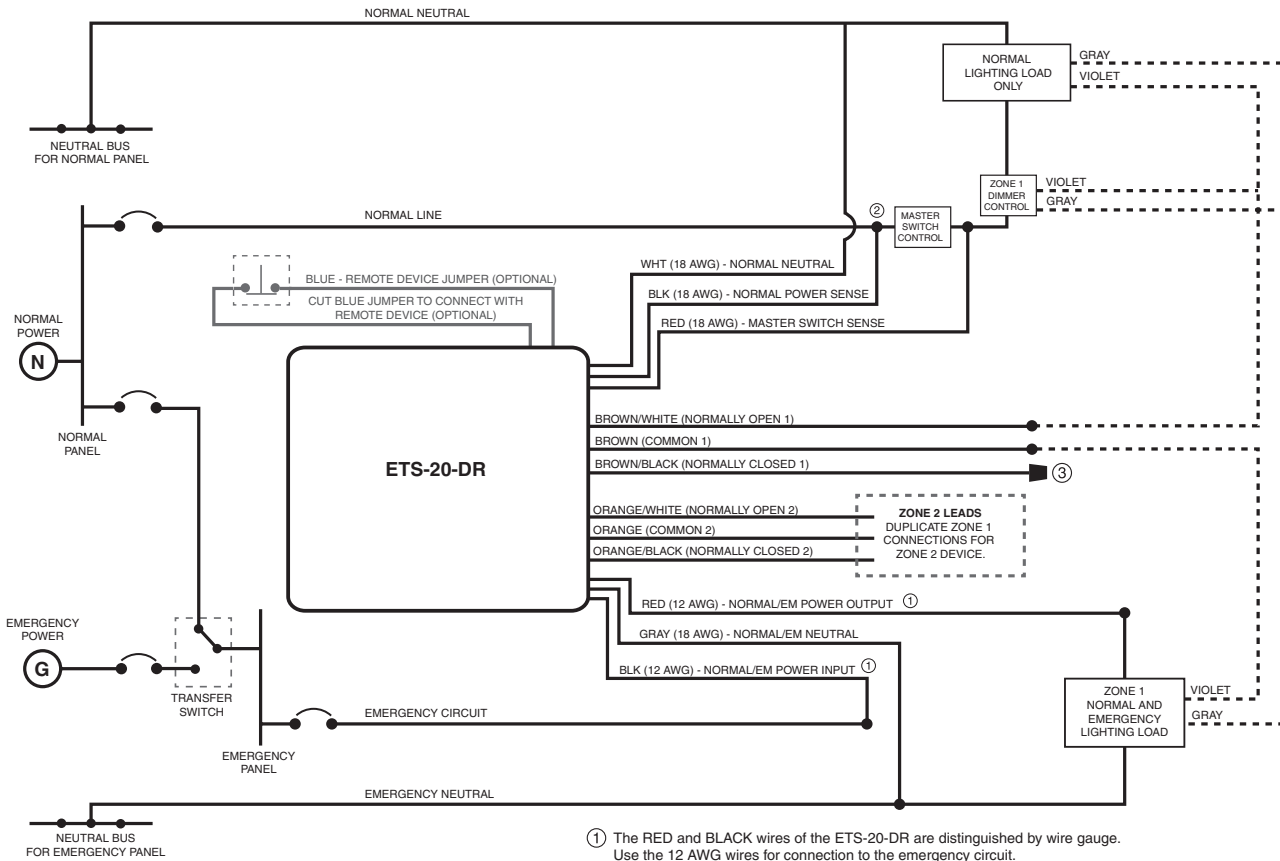 NORMAL NEUTRAL
NORMAL
LIGHTING LOAD
ONLY
GRAY
VIOLET
NEUTRAL BUS
FOR NORMAL PANEL
ZONE 1
DIMMER
CONTROL
VIOLET
GRAY
NORMAL LINE
2
MASTER
SWITCH
CONTROL
WHT (18 AWG) - NORMAL NEUTRAL
BLUE - REMOTE DEVICE JUMPER (OPTIONAL)
BLK (18 AWG) - NORMAL POWER SENSE
CUT BLUE JUMPER TO CONNECT WITH
REMOTE DEVICE (OPTIONAL)
RED (18 AWG) - MASTER SWITCH SENSE
NORMAL
POWER
N
NORMAL
PANEL
ETS-20-DR
BROWN/WHITE (NORMALLY OPEN 1)
BROWN (COMMON 1)
BROWN/BLACK (NORMALLY CLOSED 1)
3
ORANGE/WHITE (NORMALLY OPEN 2)
ORANGE (COMMON 2)
ORANGE/BLACK (NORMALLY CLOSED 2)
ZONE 2 LEADS
DUPLICATE ZONE 1
CONNECTIONS FOR
ZONE 2 DEVICE.
RED (12 AWG) - NORMAL/EM POWER OUTPUT 1
GRAY (18 AWG) - NORMAL/EM NEUTRAL
BLK (12 AWG) - NORMAL/EM POWER INPUT 1
EMERGENCY
POWER
G
TRANSFER
SWITCH
EMERGENCY CIRCUIT
EMERGENCY
PANEL
ZONE 1
NORMAL AND
EMERGENCY
LIGHTING LOAD
VIOLET
GRAY
EMERGENCY NEUTRAL
NEUTRAL BUS
FOR EMERGENCY PANEL
1 The RED and BLACK wires of the ETS-20-DR are distinguished by wire gauge.
Use the 12 AWG wires for connection to the emergency circuit.